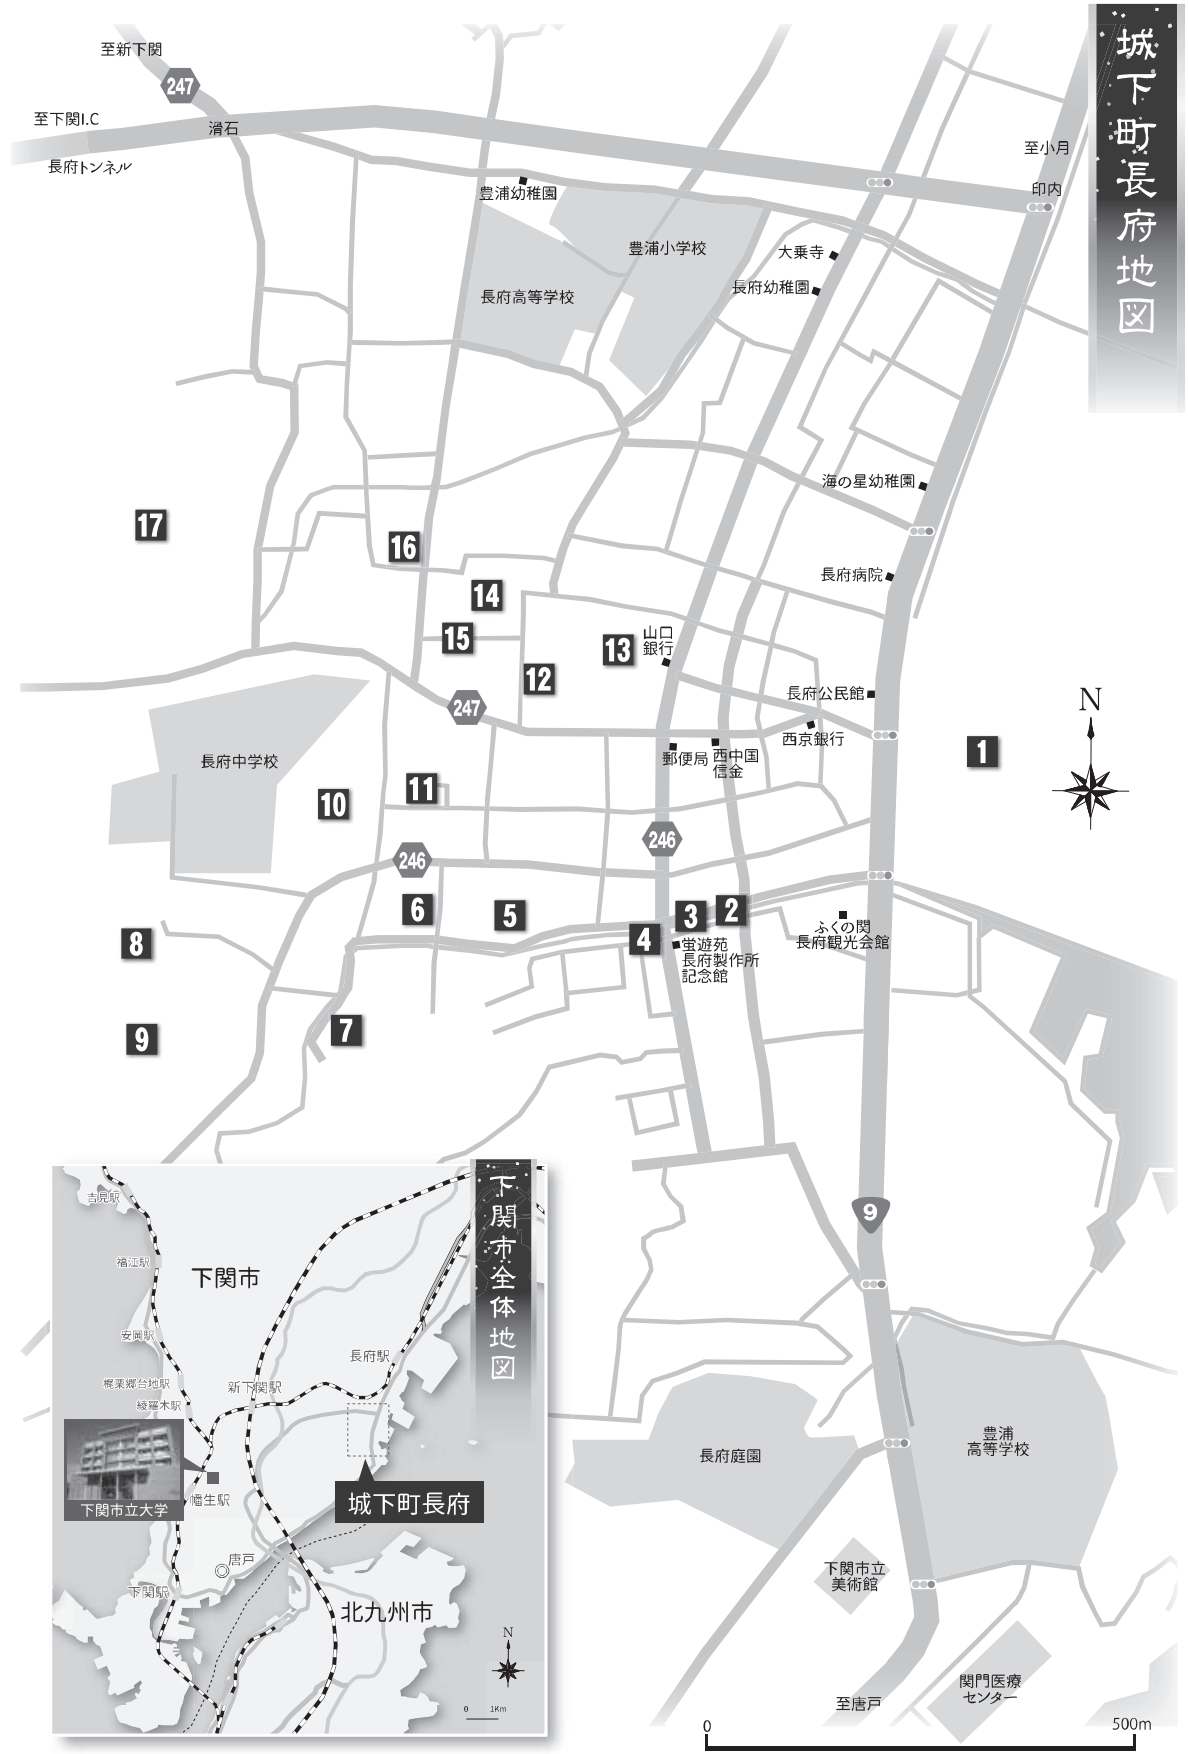 城下町長府地図
至新下関
247
至下関I.C
滑石
長府トンネル
至小月
印内
豊浦幼稚園
豊浦小学校
長府高等学校
大乗寺
長府幼稚園
海の星幼稚園
長府病院
17
16
14
15
13
山口
銀行
12
247
長府公民館
西京銀行
郵便局
西中国
信金
N
1
長府中学校
10
11
246
246
6
5
4
3
2
ふくの関
長府観光会館
蛍遊苑
長府製作所
記念館
8
9
7
9
豊浦
高等学校
長府庭園
下関市立
美術館
関門医療
センター
至唐戸
0
500m
下関市全体地図
吉見駅
福江駅
下関市
安岡駅
長府駅
梶栗郷台地駅
新下関駅
綾羅木駅
下関市立大学
幡生駅
城下町長府
唐戸
下関駅
北九州市
N
0
1Km